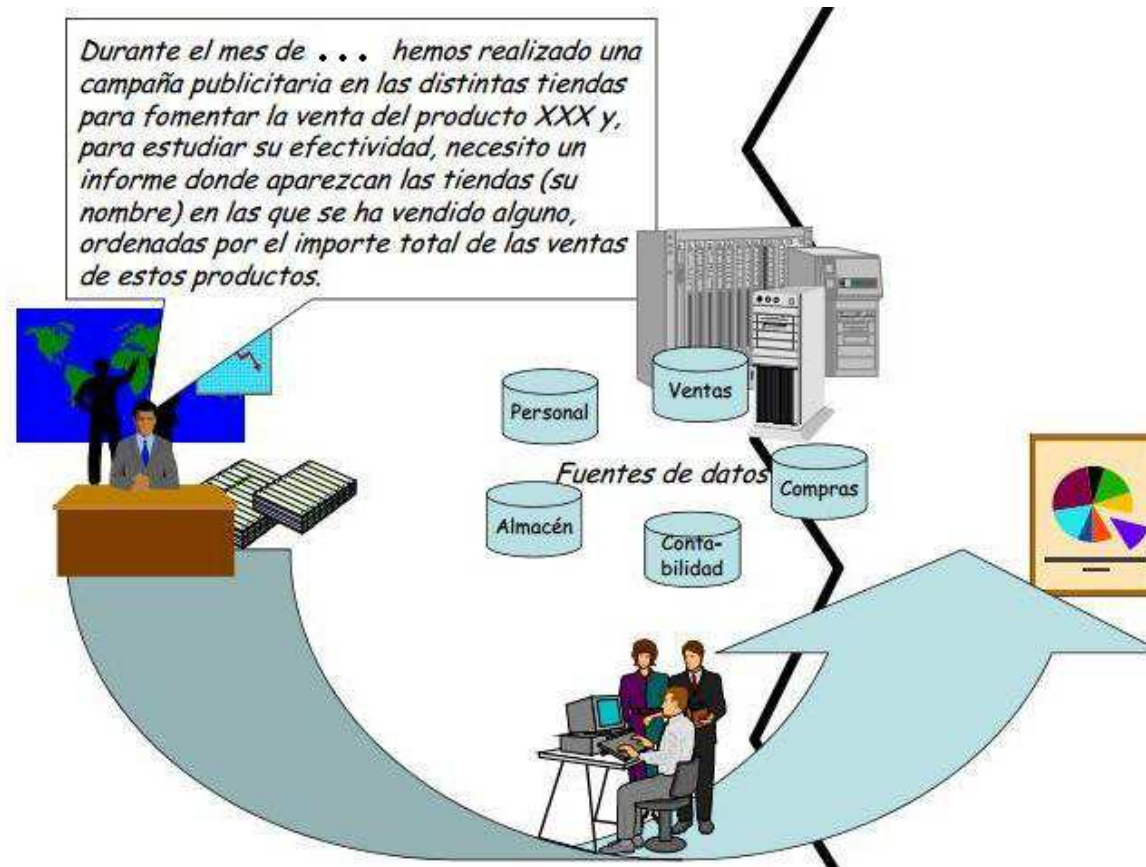 Durante el mes de ... hemos realizado una
campaña publicitaria en las distintas tiendas
para fomentar la venta del producto XXX y,
para estudiar su efectividad, necesito un
informe donde aparezcan las tiendas (su
nombre) en las que se ha vendido alguno,
ordenadas por el importe total de las ventas
de estos productos.
Ventas
Personal
Fuentes de datos
Compras
Almacén
Conta-
bilidad